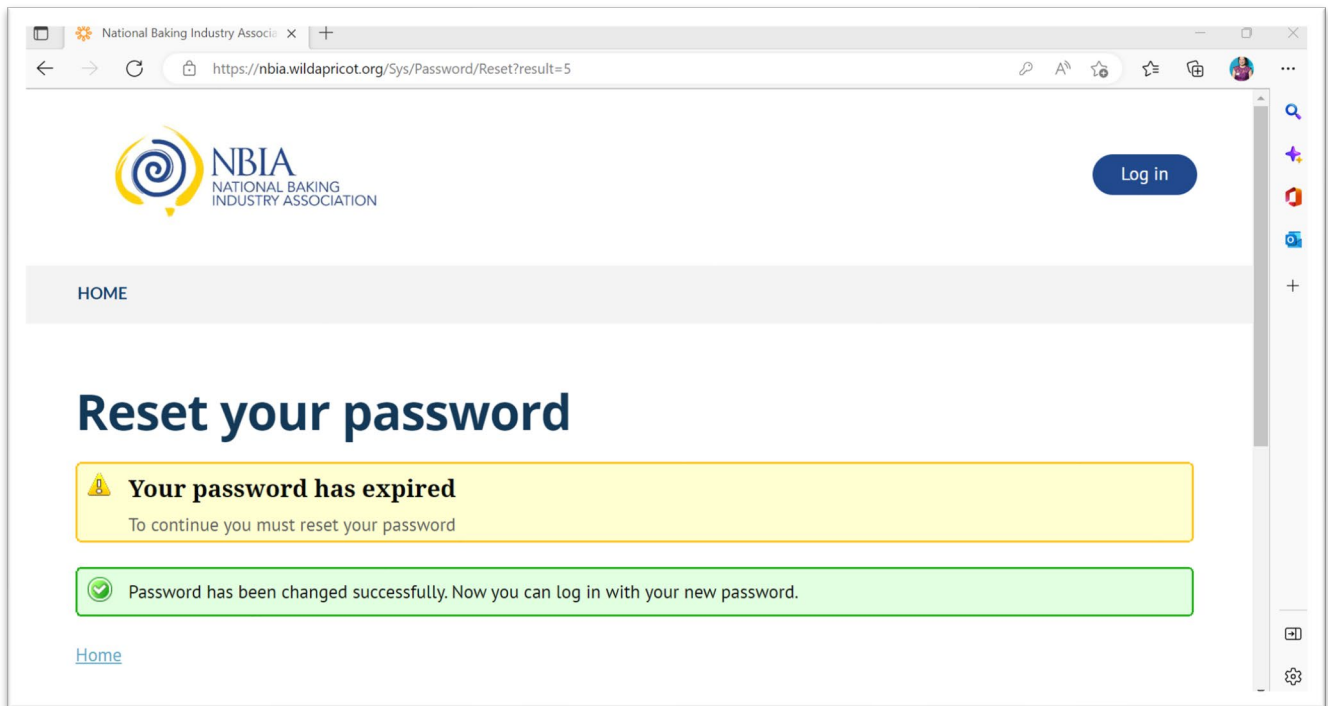 National Baking Industry Associa
https://nbia.wildapricot.org/Sys/Password/Reset?result=5
NBIA
NATIONAL BAKING
INDUSTRY ASSOCIATION
Log in
HOME
Reset your password
Your password has expired
To continue you must reset your password
Password has been changed successfully. Now you can log in with your new password.
Home